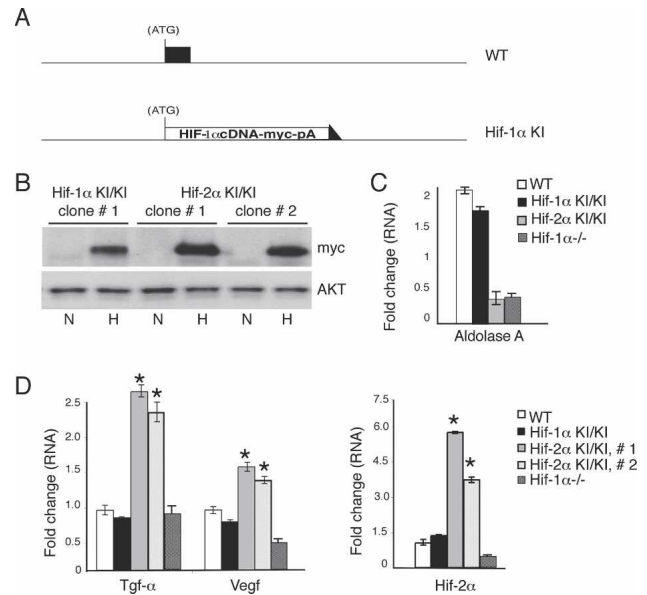 A
(ATG)
WT
(ATG)
HIF-1αcDNA-myc-pA
Hif-1α KI
B
Hif-1α KI/KI
Hif-2α KI/KI
clone # 1
clone # 1
clone # 2
myc
AKT
N
H
N
H
N
H
C
Fold change (RNA)
2
1.5
1
0.5
0
Aldolase A
WT
Hif-1α KI/KI
Hif-2α KI/KI
Hif-1α-/-
D
Fold change (RNA)
2.5
2.0
1.5
1.0
0
*
*
*
*
Tgf-α
Vegf
Fold change (RNA)
7.5
6.0
4.5
3.0
1.5
0
*
*
Hif-2α
WT
Hif-1α KI/KI
Hif-2α KI/KI, # 1
Hif-2α KI/KI, # 2
Hif-1α-/-